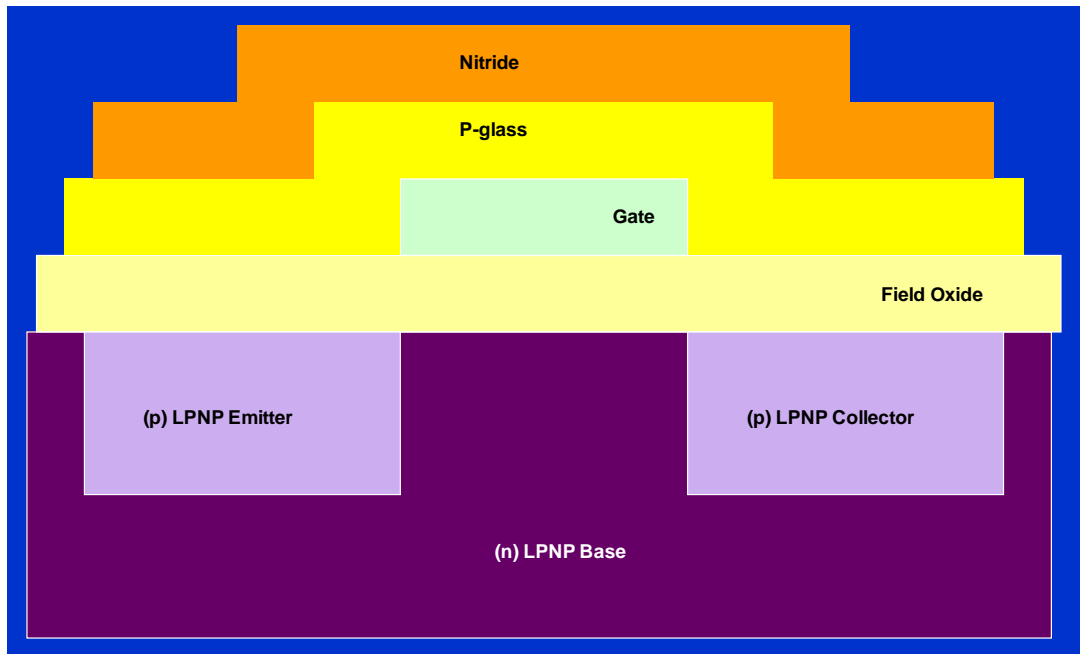 Nitride
P-glass
Gate
Field Oxide
(p) LPNP Emitter
(p) LPNP Collector
(n) LPNP Base